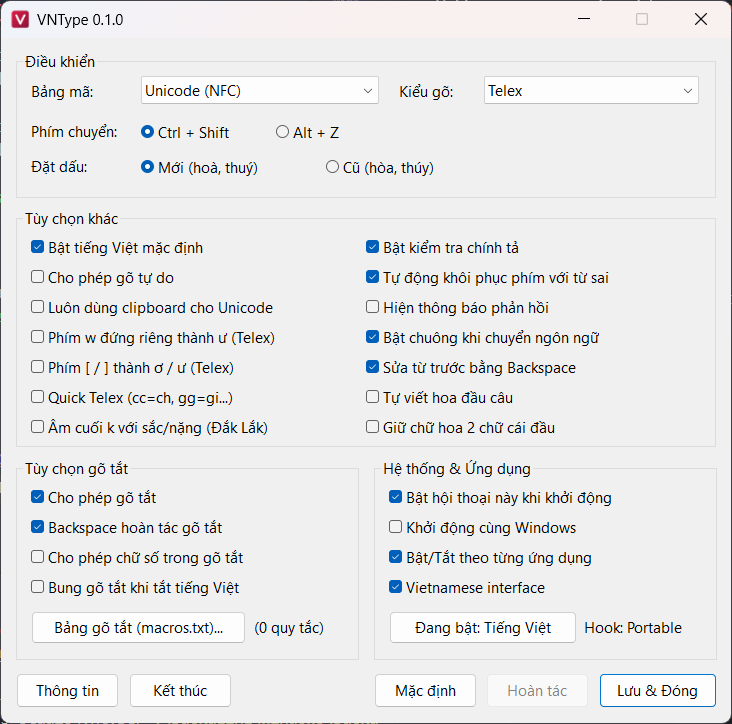 VNType 0.1.0
Điều khiển
Bảng mã: Unicode (NFC) Kiểu gõ: Telex
Phím chuyển: Ctrl + Shift Alt + Z
Đặt dấu: Mới (hoà, thuý) Cũ (hòa, thúy)
Tùy chọn khác
Bật tiếng Việt mặc định Bật kiểm tra chính tả
Cho phép gõ tự do Tự động khôi phục phím với từ sai
Luôn dùng clipboard cho Unicode Hiện thông báo phản hồi
Phím w đứng riêng thành ư (Telex) Bật chuông khi chuyển ngôn ngữ
Phím [ / ] thành ơ / ư (Telex) Sửa từ trước bằng Backspace
Quick Telex (cc=ch, gg=gi...) Tự viết hoa đầu câu
Âm cuối k với sắc/nặng (Đắk Lắk) Giữ chữ hoa 2 chữ cái đầu
Tùy chọn gõ tắt Hệ thống & Ứng dụng
Cho phép gõ tắt Bật hội thoại này khi khởi động
Backspace hoàn tác gõ tắt Khởi động cùng Windows
Cho phép chữ số trong gõ tắt Bật/Tắt theo từng ứng dụng
Bung gõ tắt khi tắt tiếng Việt Vietnamese interface
Bảng gõ tắt (macros.txt)... (0 quy tắc) Đang bật: Tiếng Việt Hook: Portable
Thông tin Kết thúc Mặc định Hoàn tác Lưu & Đóng